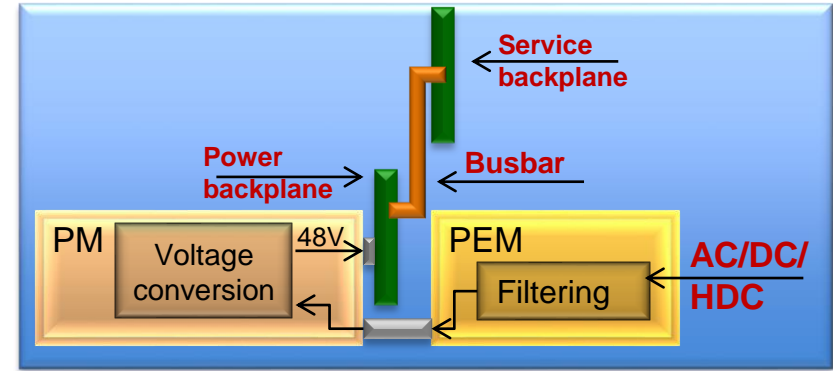 Service
backplane
Power
backplane
Busbar
PM
Voltage
conversion
48V
PEM
Filtering
AC/DC/
HDC